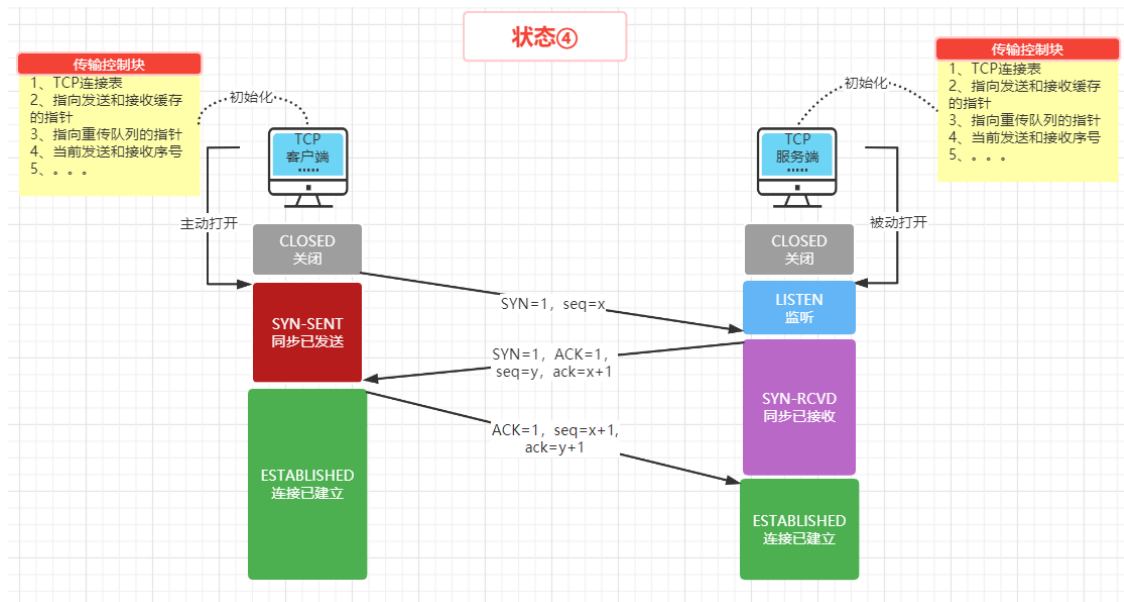 状态④
传输控制块
1、TCP连接表
2、指向发送和接收缓存
的指针
3、指向重传队列的指针
4、当前发送和接收序号
5、。。。
初始化
TCP
客户端
主动打开
CLOSED
关闭
SYN-SENT
同步已发送
ESTABLISHED
连接已建立
SYN=1，seq=x
SYN=1，ACK=1，
seq=y，ack=x+1
ACK=1，seq=x+1，
ack=y+1
传输控制块
1、TCP连接表
2、指向发送和接收缓存
的指针
3、指向重传队列的指针
4、当前发送和接收序号
5、。。。
初始化
TCP
服务端
被动打开
CLOSED
关闭
LISTEN
监听
SYN-RCVD
同步已接收
ESTABLISHED
连接已建立